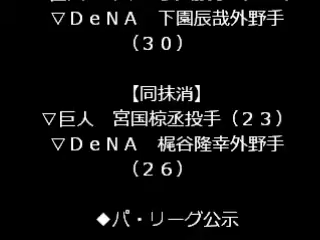 ▽ＤｅＮＡ　下園辰哉外野手
（３０）
【同抹消】
▽巨人　宮国椋丞投手（２３）
▽ＤｅＮＡ　梶谷隆幸外野手
（２６）
◆パ・リーグ公示